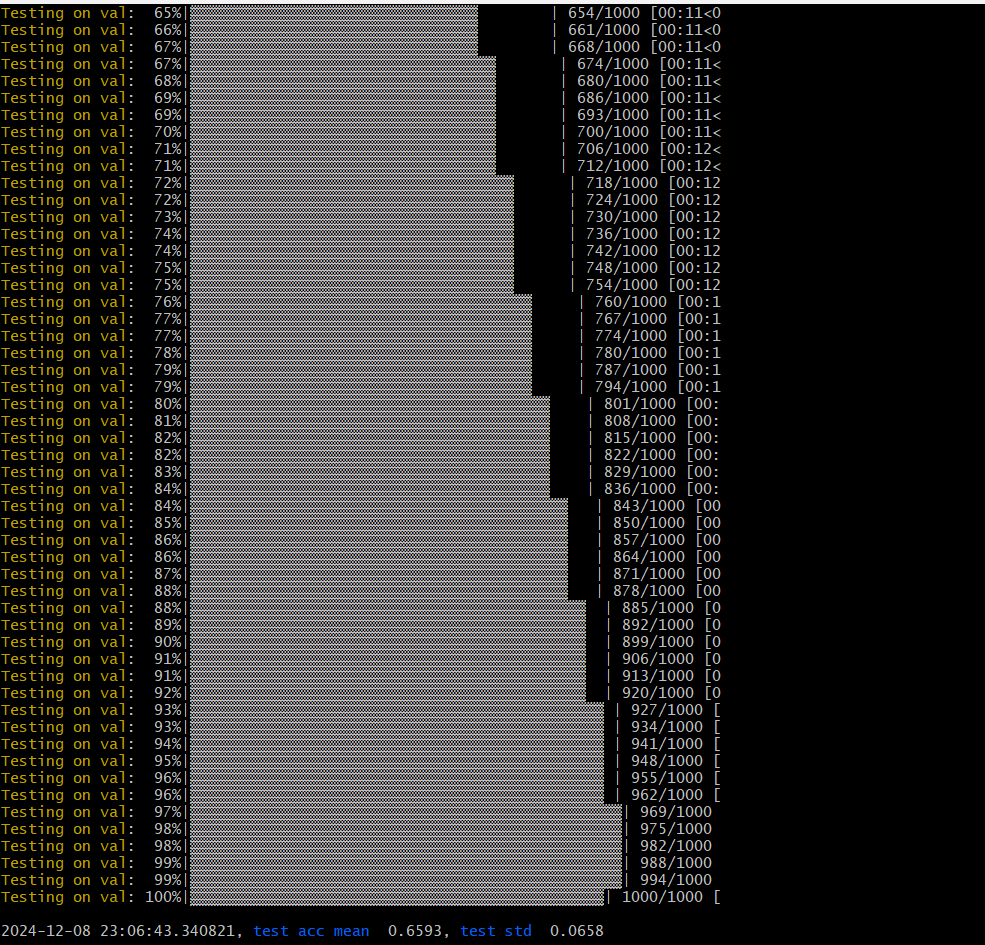 Testing on val:  65%| | 654/1000 [00:11<0
Testing on val:  66%| | 661/1000 [00:11<0
Testing on val:  67%| | 668/1000 [00:11<0
Testing on val:  67%| | 674/1000 [00:11<
Testing on val:  68%| | 680/1000 [00:11<
Testing on val:  69%| | 686/1000 [00:11<
Testing on val:  69%| | 693/1000 [00:11<
Testing on val:  70%| | 700/1000 [00:11<
Testing on val:  71%| | 706/1000 [00:12<
Testing on val:  71%| | 712/1000 [00:12<
Testing on val:  72%| | 718/1000 [00:12
Testing on val:  72%| | 724/1000 [00:12
Testing on val:  73%| | 730/1000 [00:12
Testing on val:  74%| | 736/1000 [00:12
Testing on val:  74%| | 742/1000 [00:12
Testing on val:  75%| | 748/1000 [00:12
Testing on val:  75%| | 754/1000 [00:12
Testing on val:  76%| | 760/1000 [00:1
Testing on val:  77%| | 767/1000 [00:1
Testing on val:  77%| | 774/1000 [00:1
Testing on val:  78%| | 780/1000 [00:1
Testing on val:  79%| | 787/1000 [00:1
Testing on val:  79%| | 794/1000 [00:1
Testing on val:  80%| | 801/1000 [00:
Testing on val:  81%| | 808/1000 [00:
Testing on val:  82%| | 815/1000 [00:
Testing on val:  82%| | 822/1000 [00:
Testing on val:  83%| | 829/1000 [00:
Testing on val:  84%| | 836/1000 [00:
Testing on val:  84%| | 843/1000 [00
Testing on val:  85%| | 850/1000 [00
Testing on val:  86%| | 857/1000 [00
Testing on val:  86%| | 864/1000 [00
Testing on val:  87%| | 871/1000 [00
Testing on val:  88%| | 878/1000 [00
Testing on val:  88%| | 885/1000 [0
Testing on val:  89%| | 892/1000 [0
Testing on val:  90%| | 899/1000 [0
Testing on val:  91%| | 906/1000 [0
Testing on val:  91%| | 913/1000 [0
Testing on val:  92%| | 920/1000 [0
Testing on val:  93%| | 927/1000 [
Testing on val:  93%| | 934/1000 [
Testing on val:  94%| | 941/1000 [
Testing on val:  95%| | 948/1000 [
Testing on val:  96%| | 955/1000 [
Testing on val:  96%| | 962/1000 [
Testing on val:  97%| | 969/1000
Testing on val:  98%| | 975/1000
Testing on val:  98%| | 982/1000
Testing on val:  99%| | 988/1000
Testing on val:  99%| | 994/1000
Testing on val: 100%| | 1000/1000 [
2024-12-08 23:06:43.340821, test acc mean  0.6593, test std  0.0658